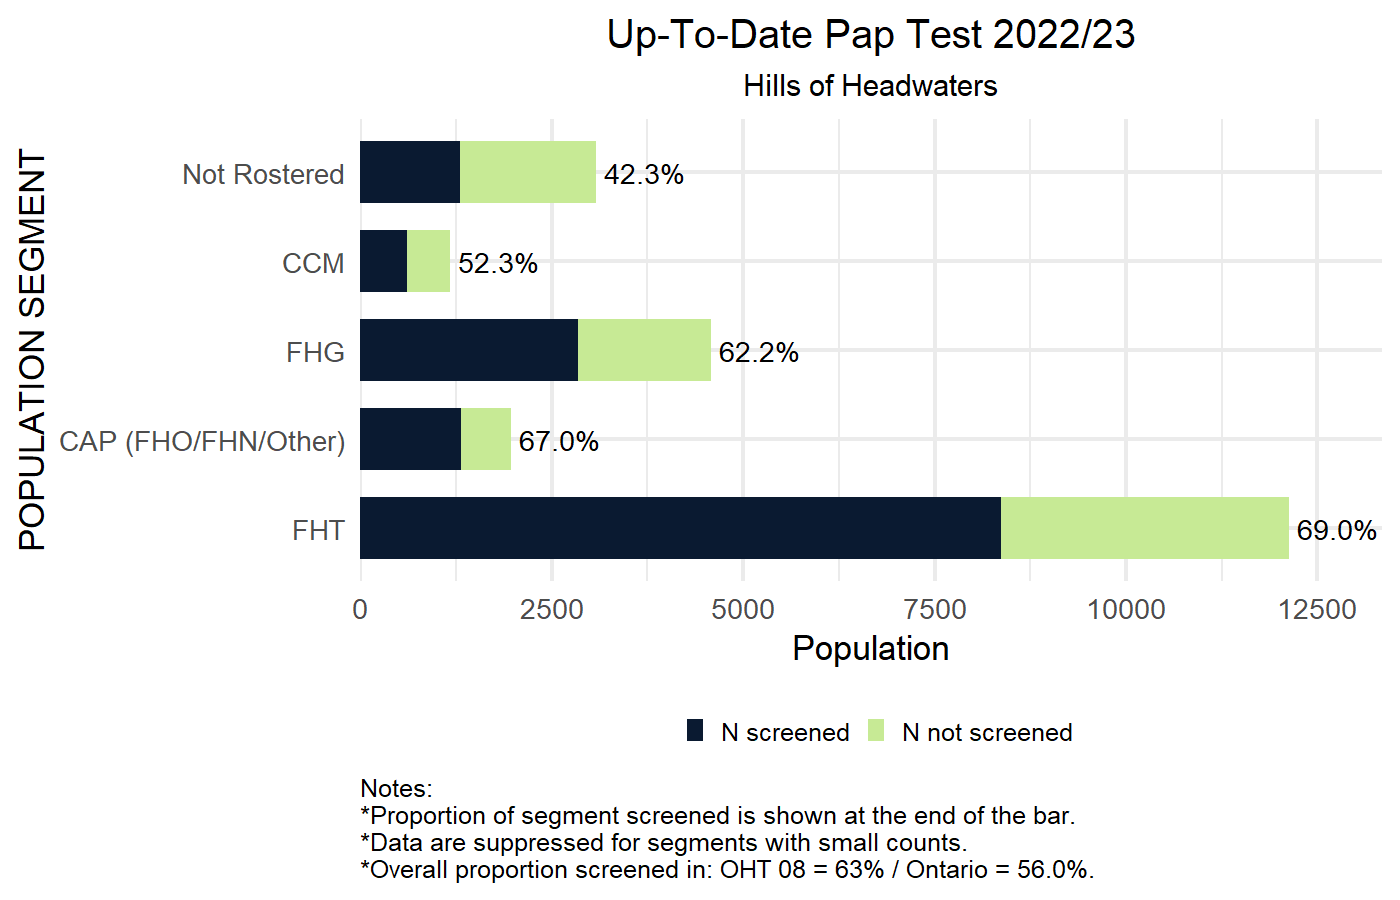 Up-To-Date Pap Test 2022/23
Hills of Headwaters
POPULATION SEGMENT
Not Rostered
42.3%
CCM
52.3%
FHG
62.2%
CAP (FHO/FHN/Other)
67.0%
FHT
69.0%
0 2500 5000 7500 10000 12500
Population
N screened N not screened
Notes:
*Proportion of segment screened is shown at the end of the bar.
*Data are suppressed for segments with small counts.
*Overall proportion screened in: OHT 08 = 63% / Ontario = 56.0%.